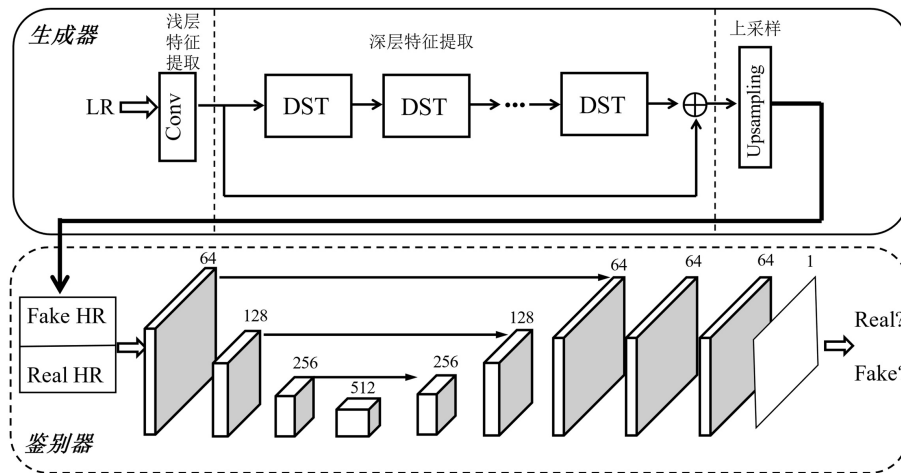 生成器
浅层
特征
提取
深层特征提取
上采样
LR
Conv
DST
DST
...
DST
Upsampling
鉴别器
Fake HR
Real HR
64
128
256
512
256
128
64
64
64
1
Real?
Fake?